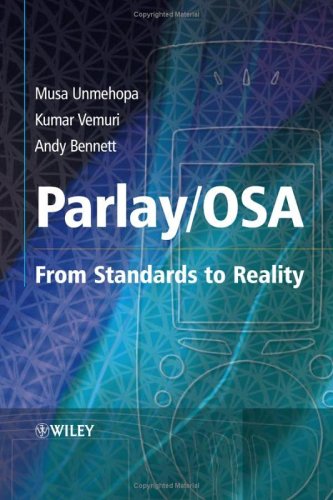 Musa Unmehopa
Kumar Vemuri
Andy Bennett
Parlay/OSA
From Standards to Reality
WILEY